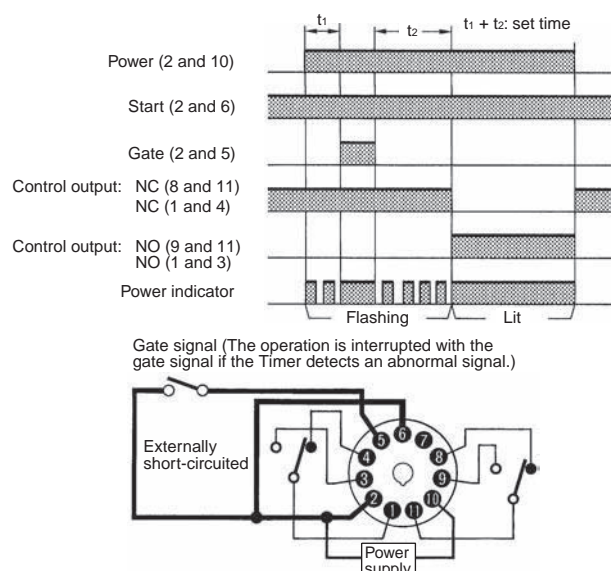 t₁
t₂
t₁ + t₂: set time
Power (2 and 10)
Start (2 and 6)
Gate (2 and 5)
Control output: NC (8 and 11)
NC (1 and 4)
Control output: NO (9 and 11)
NO (1 and 3)
Power indicator
Flashing
Lit
Gate signal (The operation is interrupted with the
gate signal if the Timer detects an abnormal signal.)
Externally
short-circuited
5
6
7
4
8
3
9
2
10
1
11
Power
supply